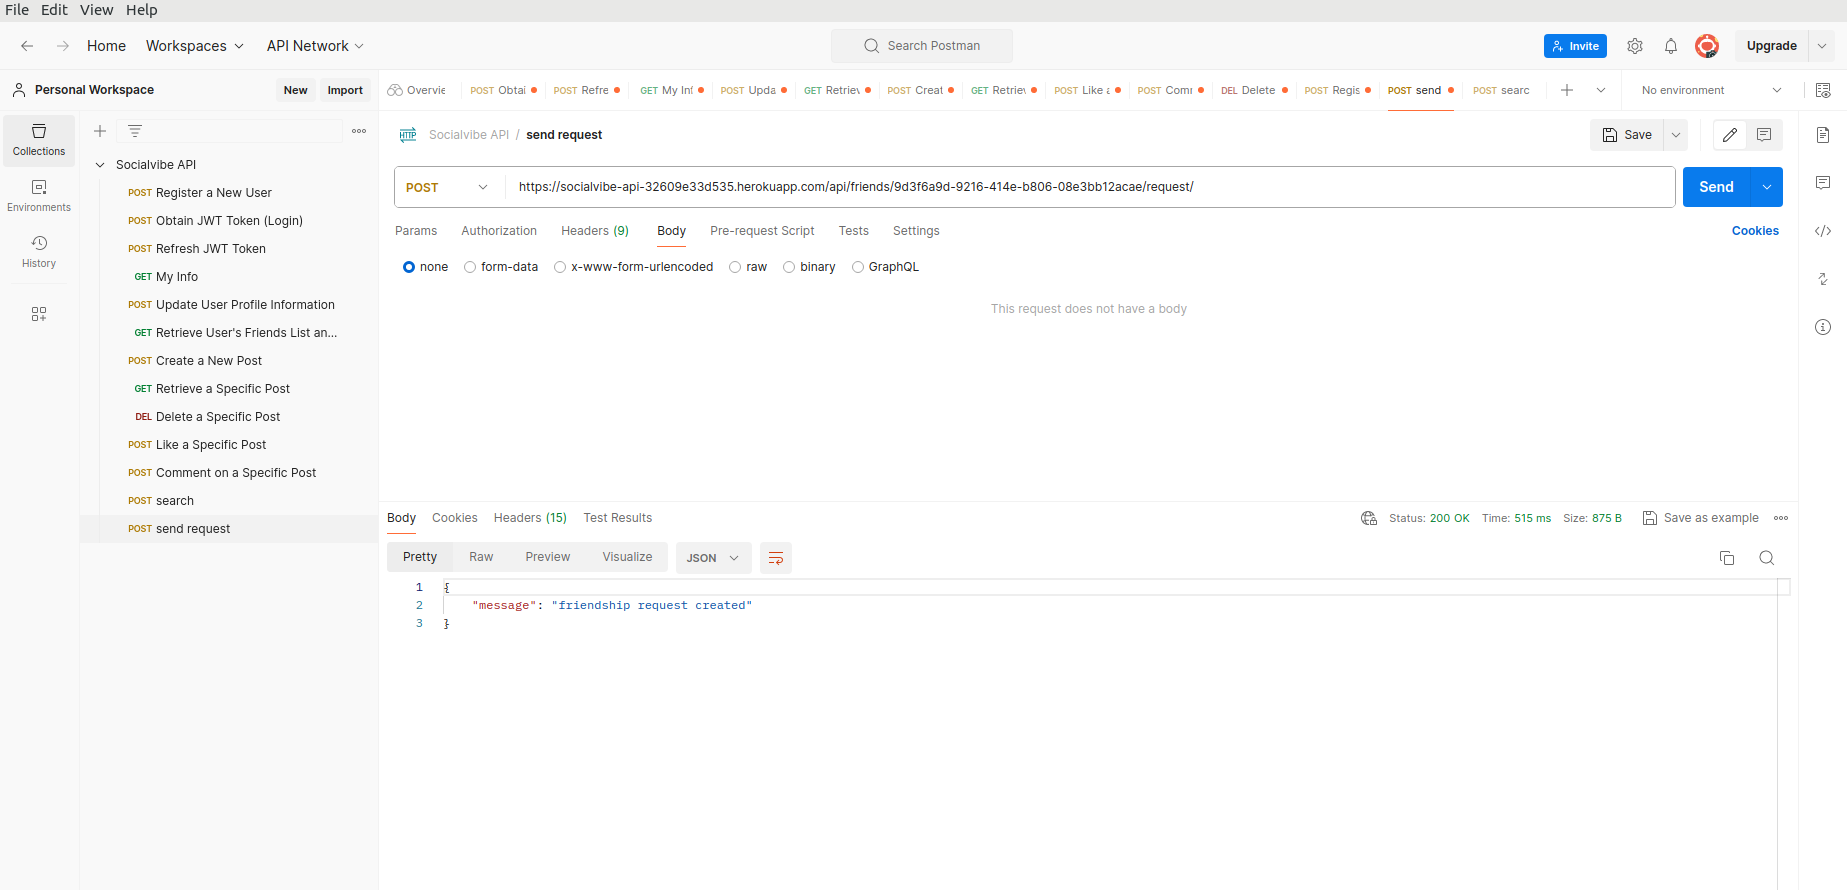 File Edit View Help
Home Workspaces API Network Search Postman Invite Upgrade
Personal Workspace New Import
Overvie POST Obtai POST Refre GET My Inf POST Upda GET Retriev POST Creat GET Retriev POST Like POST Comr DEL Delete POST Regis POST send POST searc No environment
Collections
Environments
History
Socialvibe API
POST Register a New User
POST Obtain JWT Token (Login)
POST Refresh JWT Token
GET My Info
POST Update User Profile Information
GET Retrieve User's Friends List an...
POST Create a New Post
GET Retrieve a Specific Post
DEL Delete a Specific Post
POST Like a Specific Post
POST Comment on a Specific Post
POST search
POST send request
HTTP Socialvibe API / send request Save
POST https://socialvibe-api-32609e33d535.herokuapp.com/api/friends/9d3f6a9d-9216-414e-b806-08e3bb12acae/request/ Send
Params Authorization Headers (9) Body Pre-request Script Tests Settings Cookies
none form-data x-www-form-urlencoded raw binary GraphQL
This request does not have a body
Body Cookies Headers (15) Test Results Status: 200 OK Time: 515 ms Size: 875 B Save as example
Pretty Raw Preview Visualize JSON
1 {
2 "message": "friendship request created"
3 }